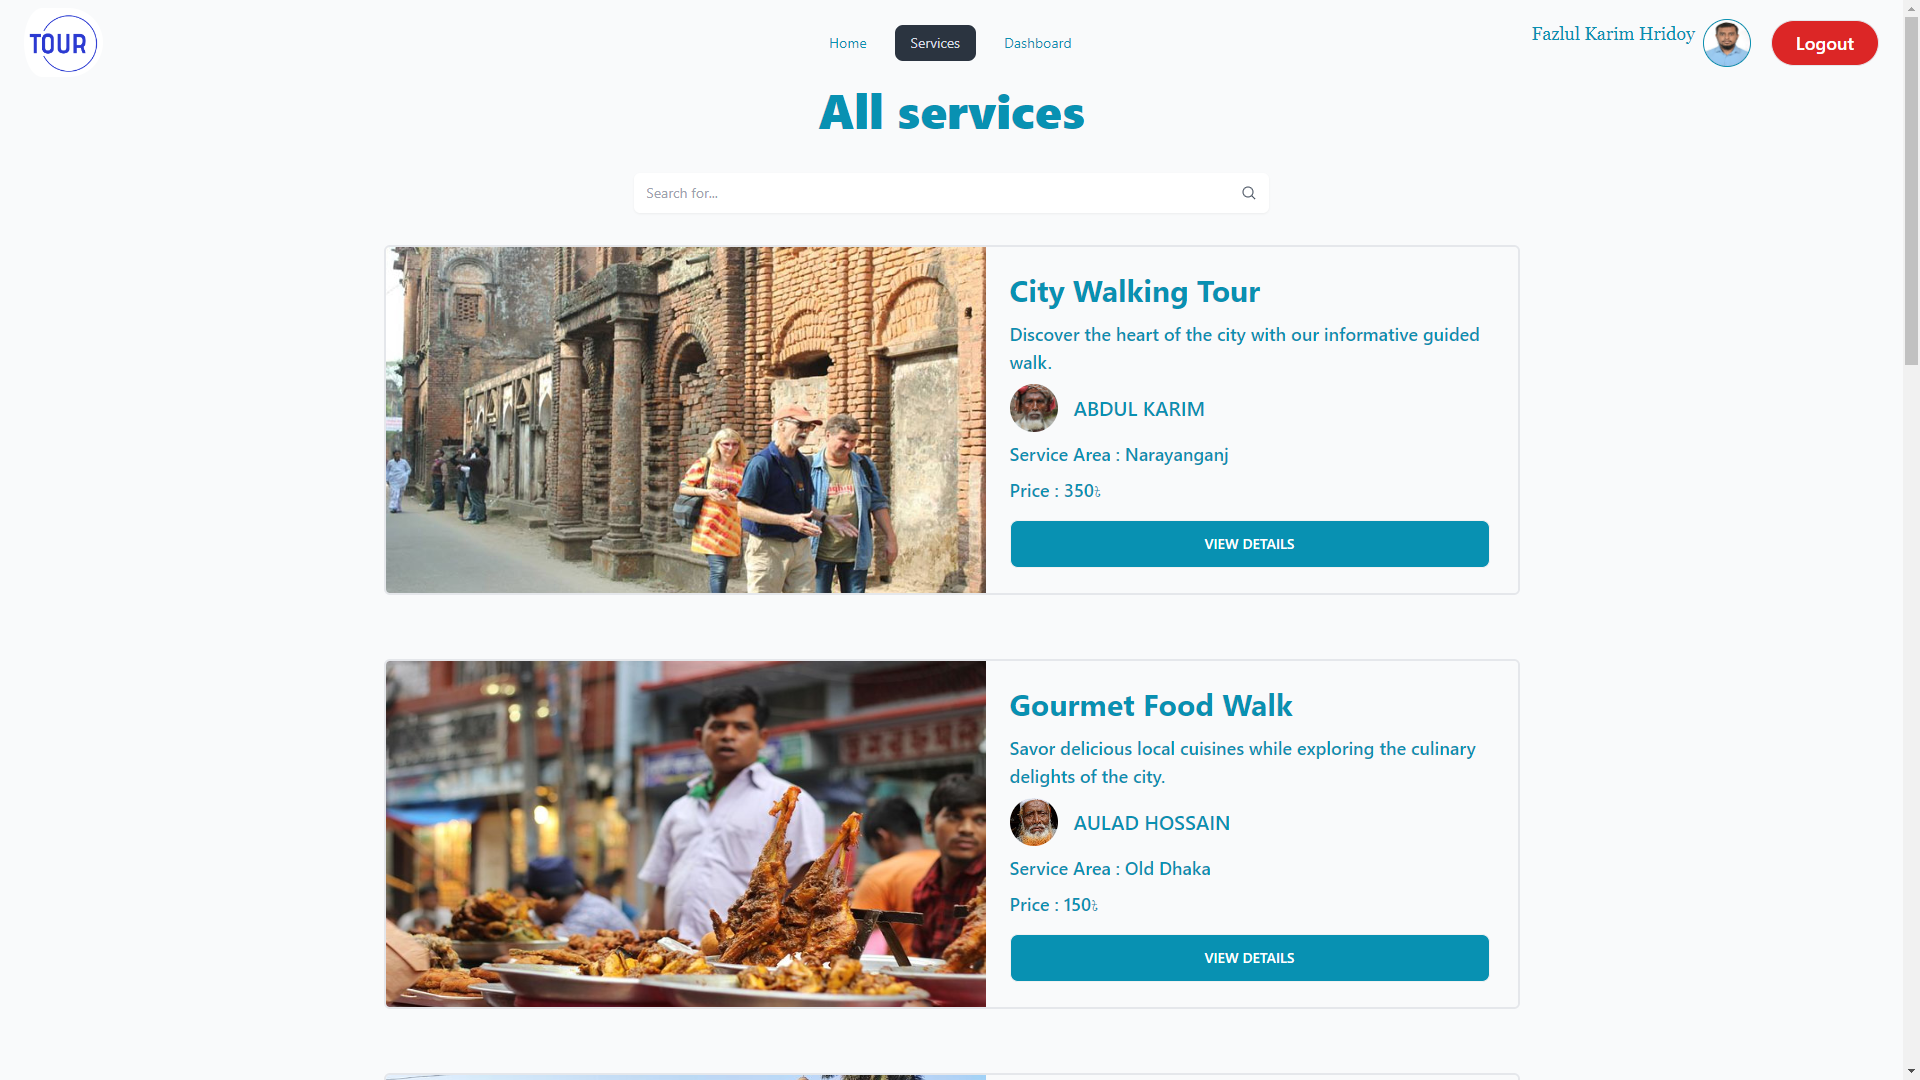 TOUR
Home
Services
Dashboard
Fazlul Karim Hridoy
Logout
All services
Search for...
City Walking Tour
Discover the heart of the city with our informative guided
walk.
ABDUL KARIM
Service Area : Narayanganj
Price : 350৳
VIEW DETAILS
Gourmet Food Walk
Savor delicious local cuisines while exploring the culinary
delights of the city.
AULAD HOSSAIN
Service Area : Old Dhaka
Price : 150৳
VIEW DETAILS